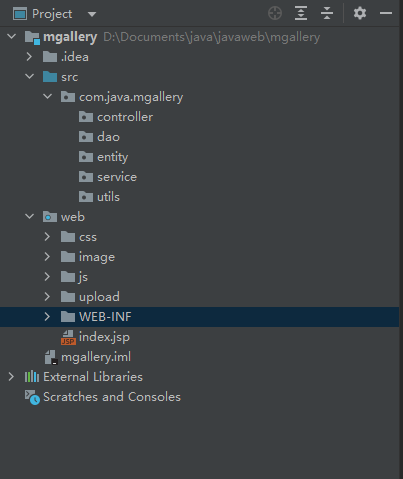 Project
mgallery D:\Documents\java\javaweb\mgallery
.idea
src
com.java.mgallery
controller
dao
entity
service
utils
web
css
image
js
upload
WEB-INF
JSP index.jsp
mgallery.iml
External Libraries
Scratches and Consoles